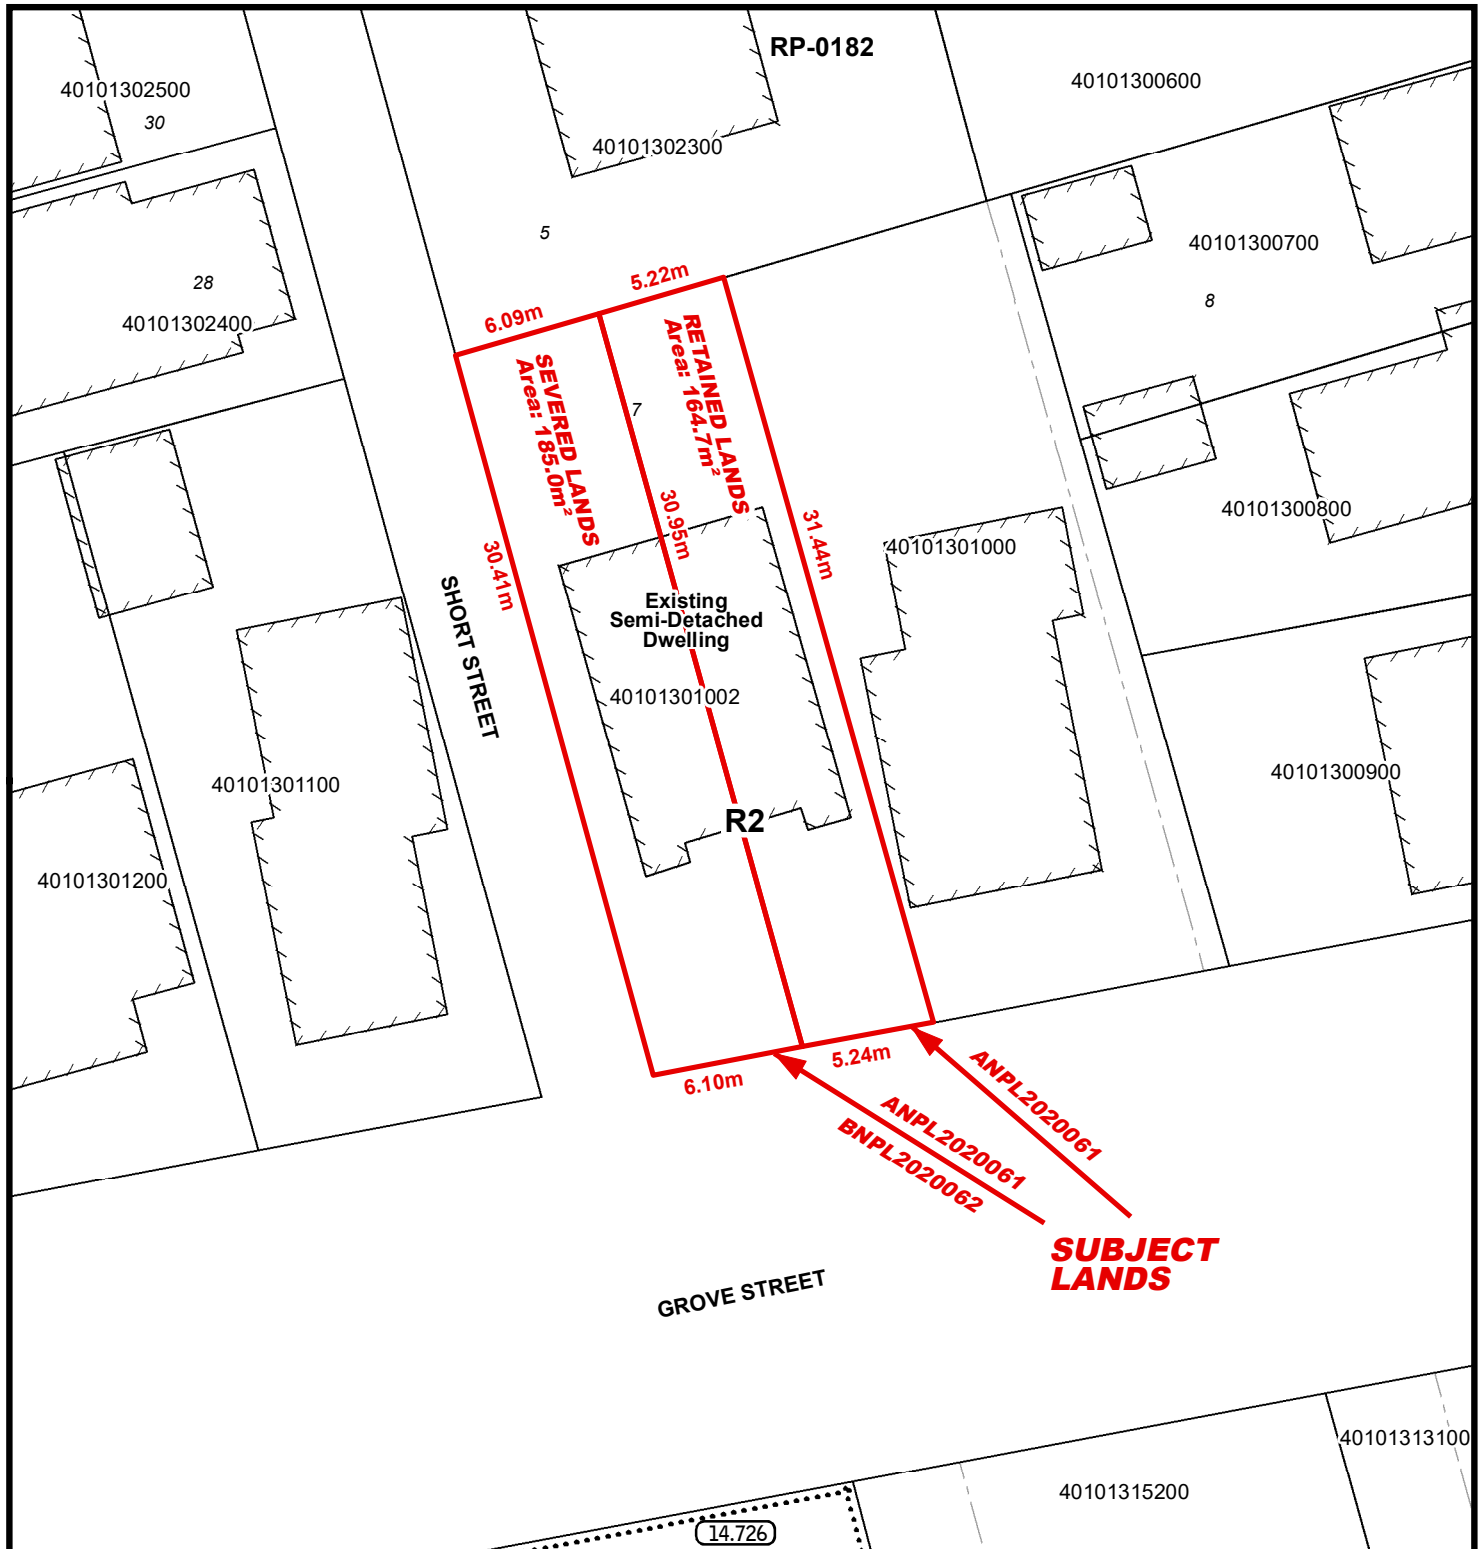 RP-0182
40101302500
30
40101300600
40101302300
5
40101300700
8
28
40101302400
5.22m
6.09m
SEVERED LANDS
Area: 185.0m²
RETAINED LANDS
Area: 164.7m²
7
30.95m
31.44m
30.41m
40101300800
40101301000
SHORT STREET
Existing
Semi-Detached
Dwelling
40101301002
40101301100
40101300900
R2
40101301200
5.24m
6.10m
ANPL2020061
ANPL2020061
BNPL2020062
SUBJECT
LANDS
GROVE STREET
40101313100
40101315200
14.726